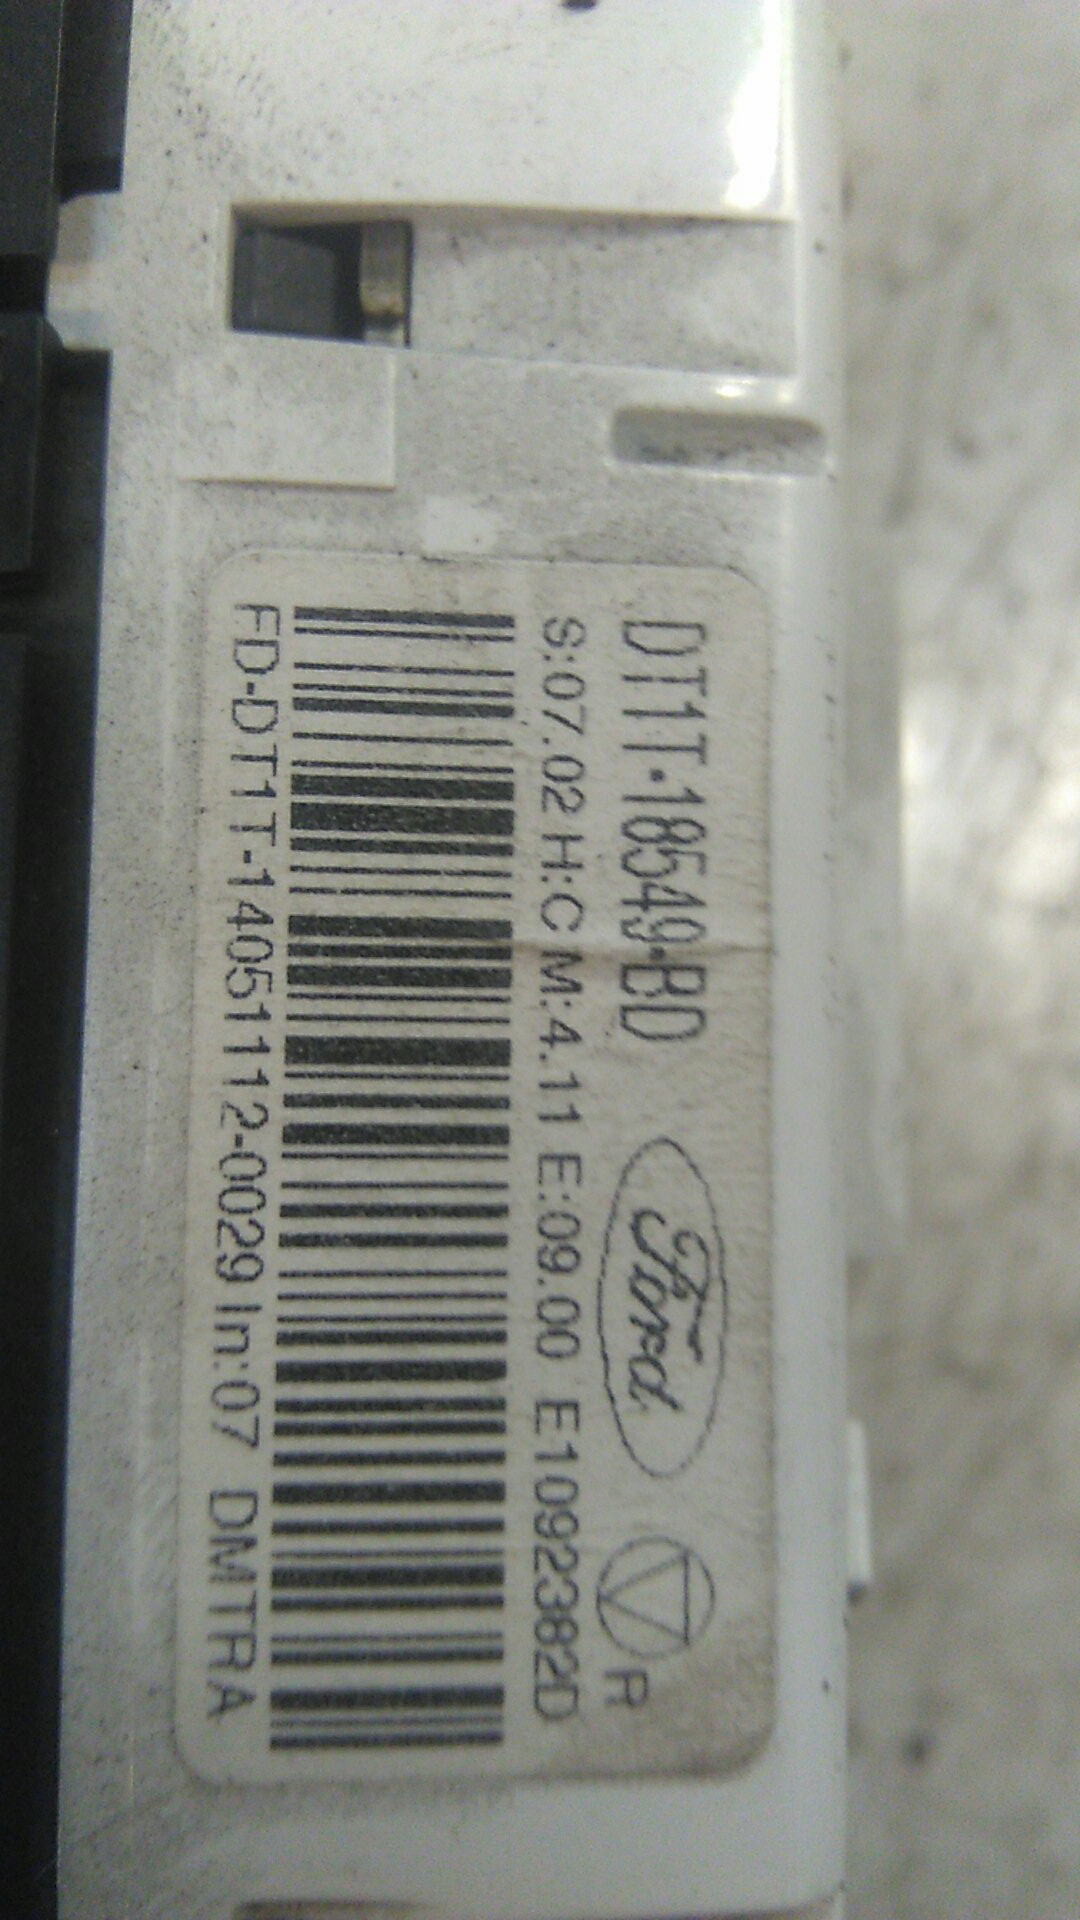 DT1T-18549-BD Ford R
S:07.02 H:C M:4.11 E:09.00 E1092382D
FD-DT1T-14051112-0029 In:07 DMTRA